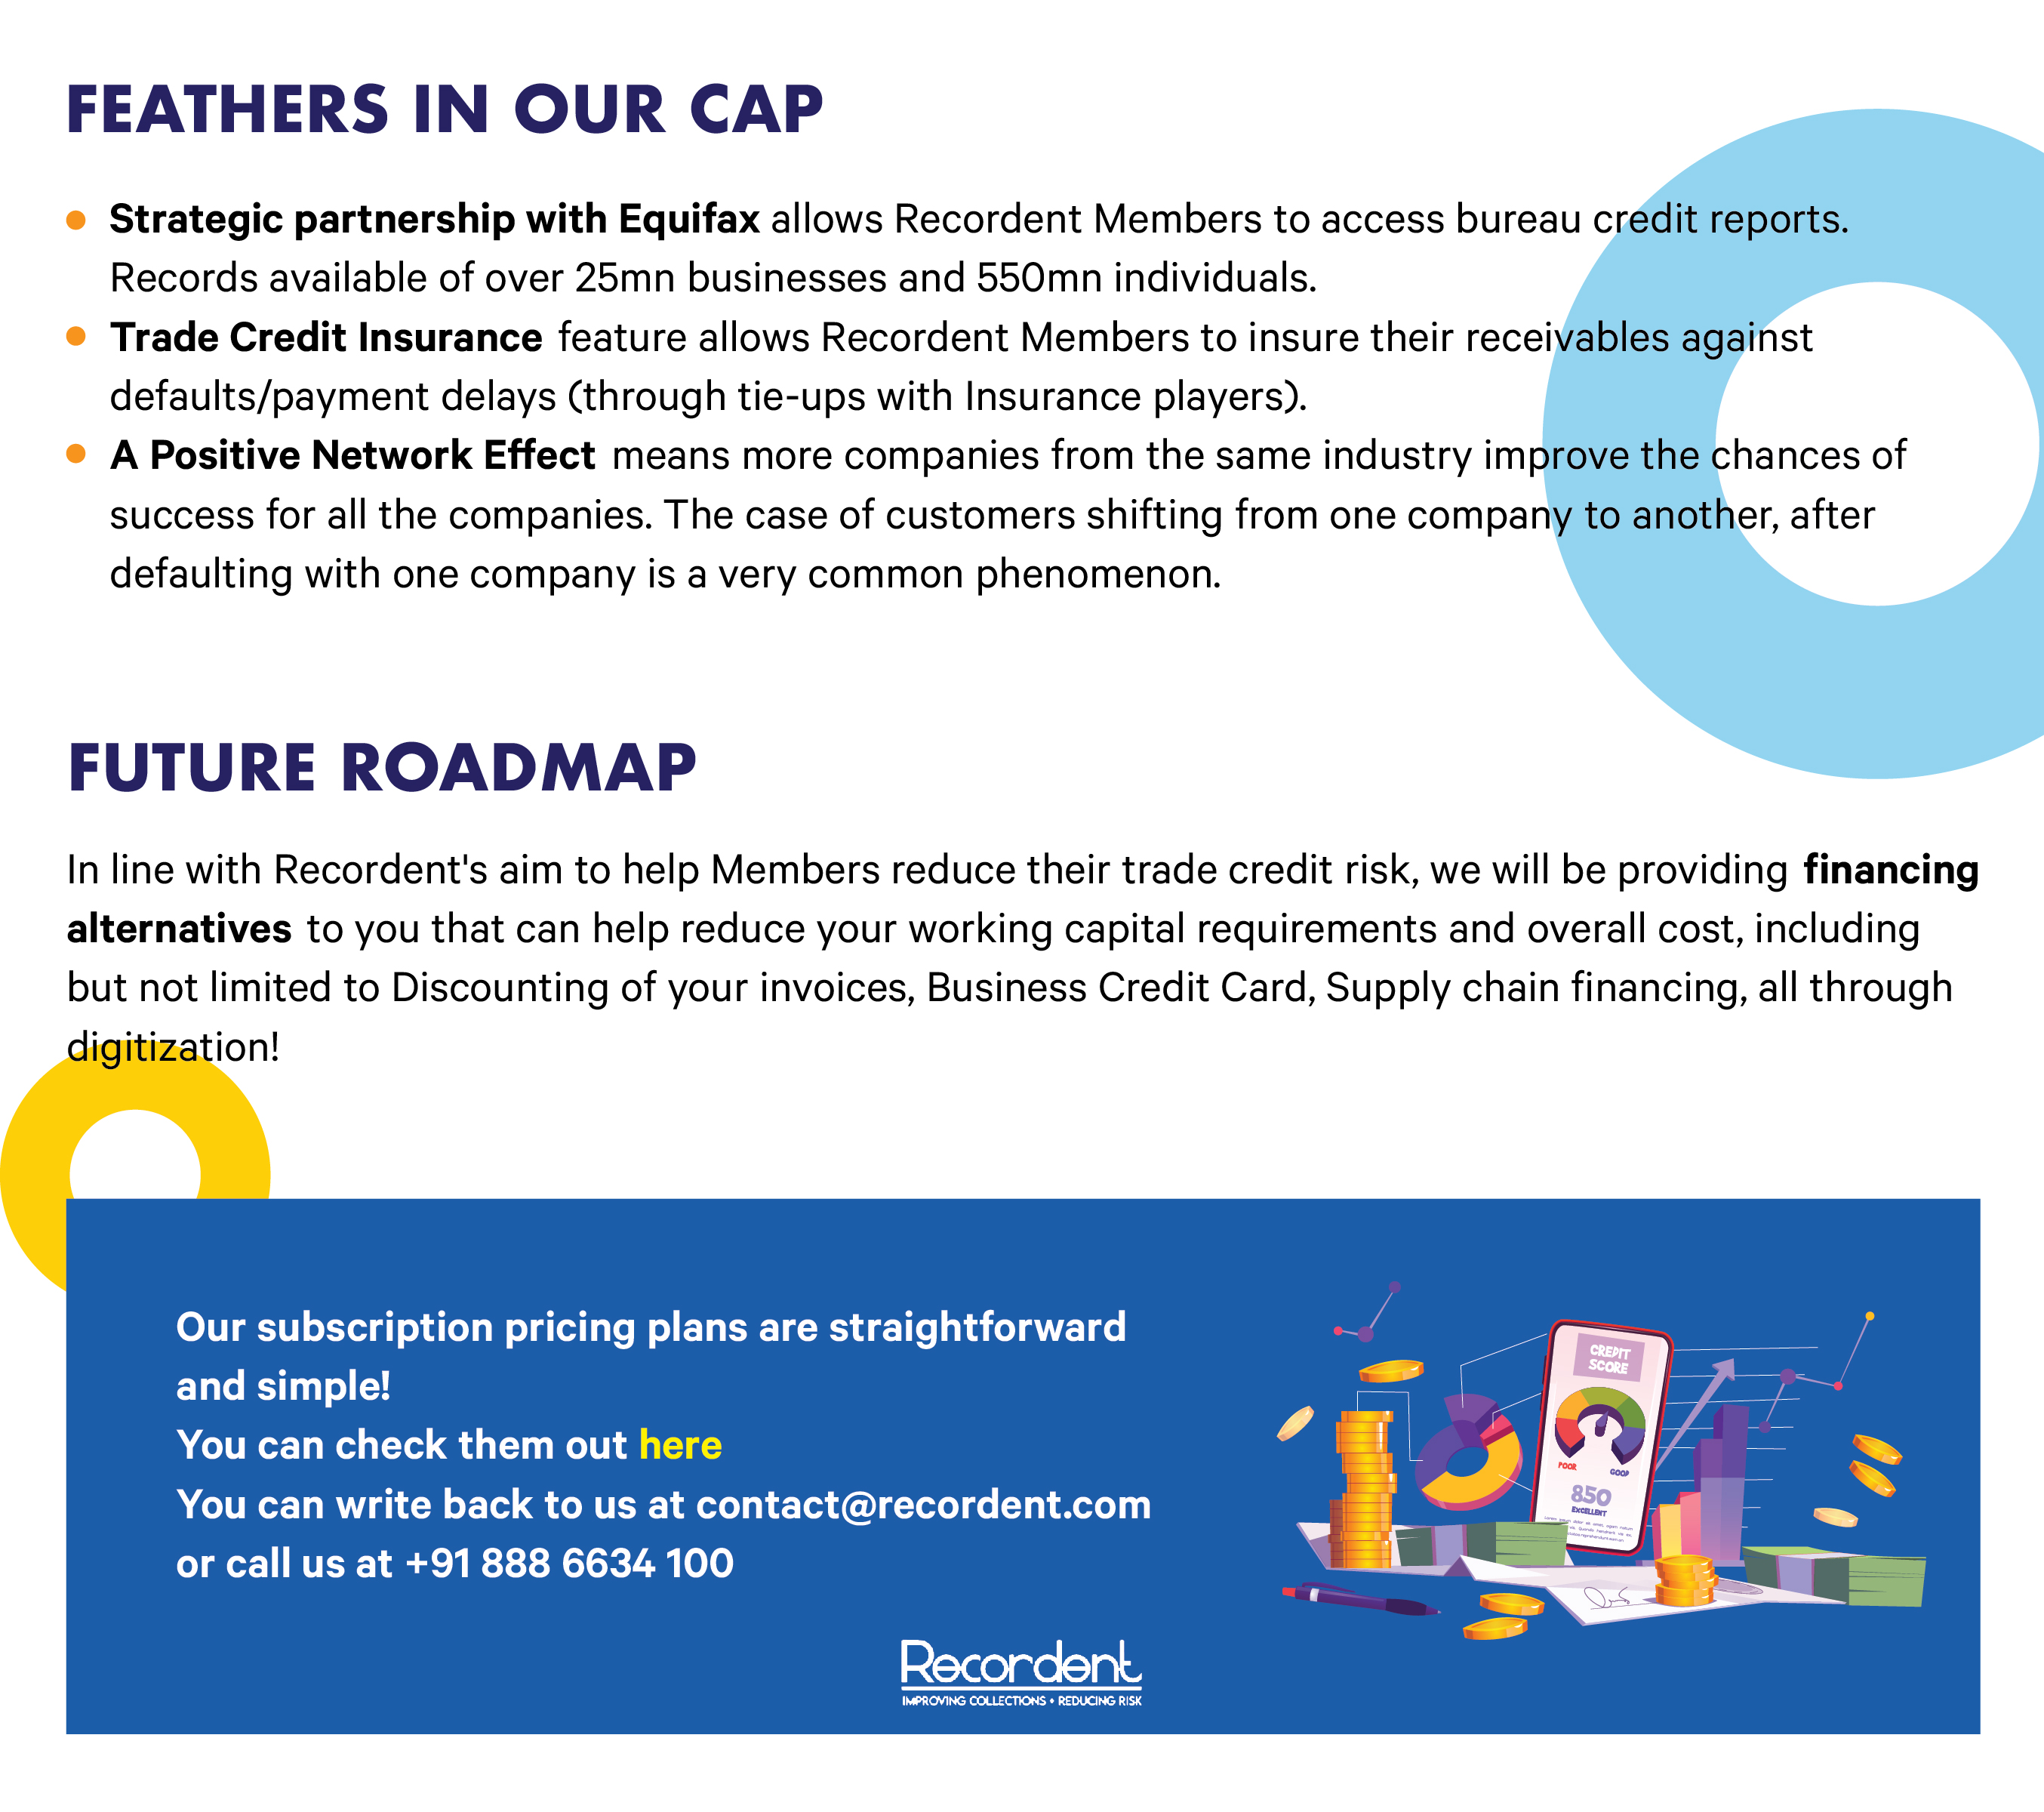 FEATHERS IN OUR CAP
Strategic partnership with Equifax allows Recordent Members to access bureau credit reports.
Records available of over 25mn businesses and 550mn individuals.
Trade Credit Insurance feature allows Recordent Members to insure their receivables against
defaults/payment delays (through tie-ups with Insurance players).
A Positive Network Effect means more companies from the same industry improve the chances of
success for all the companies. The case of customers shifting from one company to another, after
defaulting with one company is a very common phenomenon.
FUTURE ROADMAP
In line with Recordent's aim to help Members reduce their trade credit risk, we will be providing financing
alternatives to you that can help reduce your working capital requirements and overall cost, including
but not limited to Discounting of your invoices, Business Credit Card, Supply chain financing, all through
digitization!
Our subscription pricing plans are straightforward
and simple!
You can check them out here
You can write back to us at contact@recordent.com
or call us at +91 888 6634 100
CREDIT
SCORE
POOR
GOOD
850
EXCELLENT
Recordent
IMPROVING COLLECTIONS • REDUCING RISK